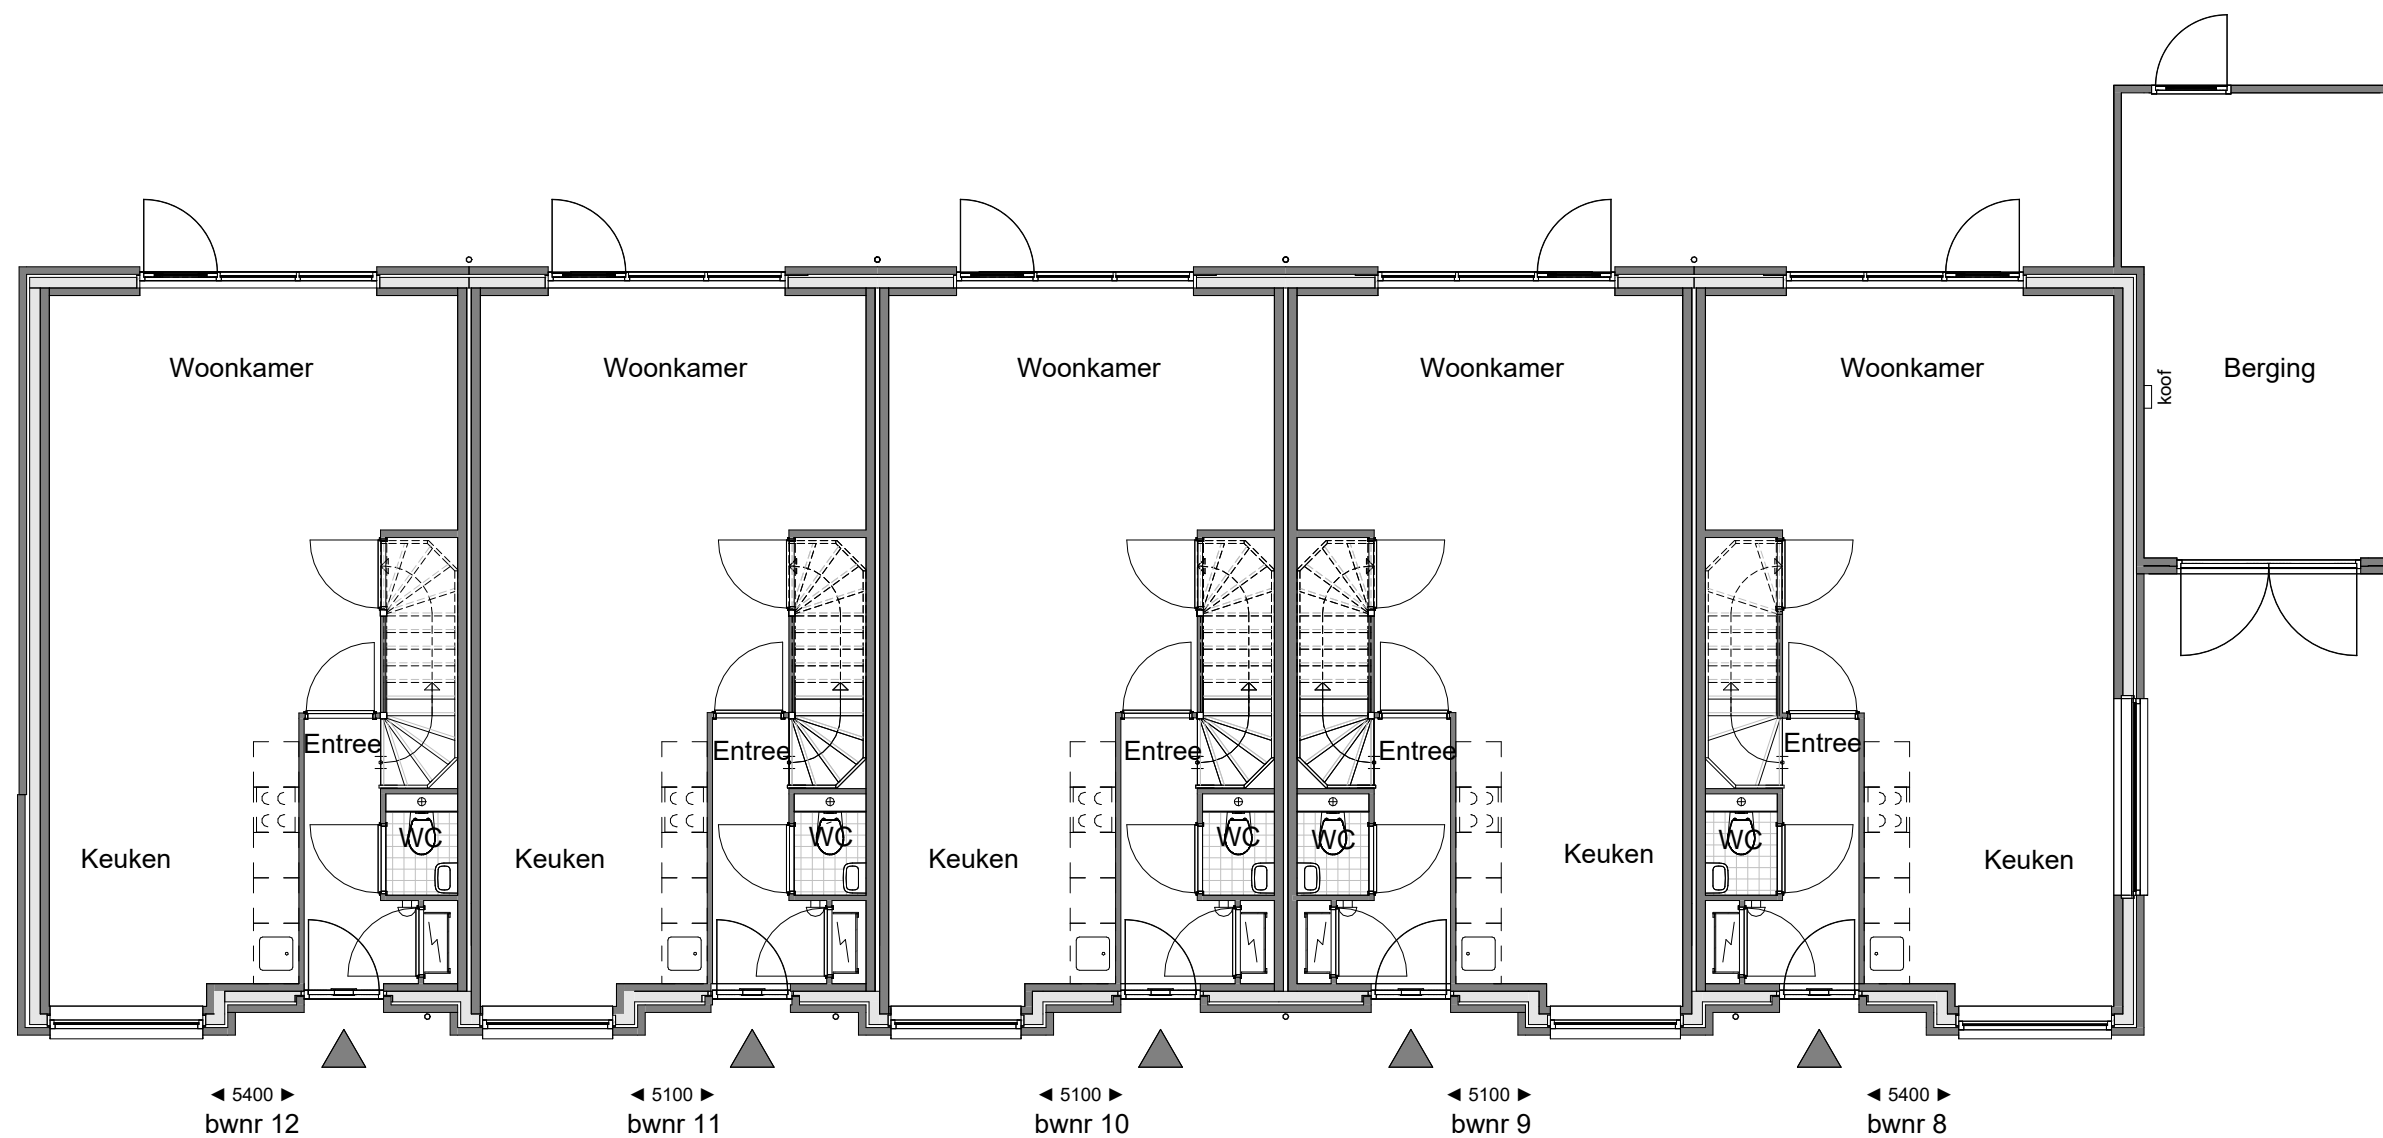 Woonkamer Woonkamer Woonkamer Woonkamer Woonkamer Berging
koof
Entree Entree Entree Entree Entree
WC WC WC WC WC
Keuken Keuken Keuken Keuken Keuken
◄ 5400 ► ◄ 5100 ► ◄ 5100 ► ◄ 5100 ► ◄ 5400 ►
bwnr 12 bwnr 11 bwnr 10 bwnr 9 bwnr 8